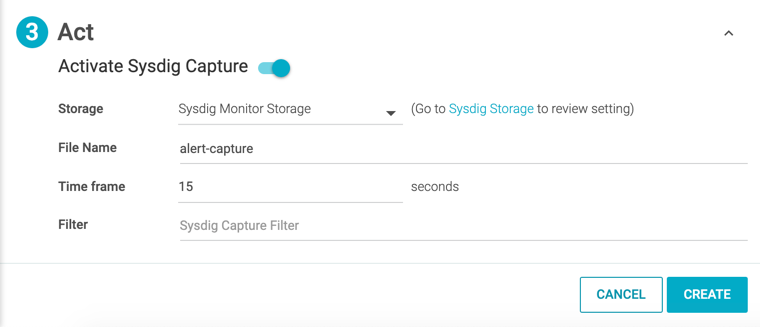 3 Act
Activate Sysdig Capture
Storage Sysdig Monitor Storage (Go to Sysdig Storage to review setting)
File Name alert-capture
Time frame 15 seconds
Filter Sysdig Capture Filter
CANCEL CREATE